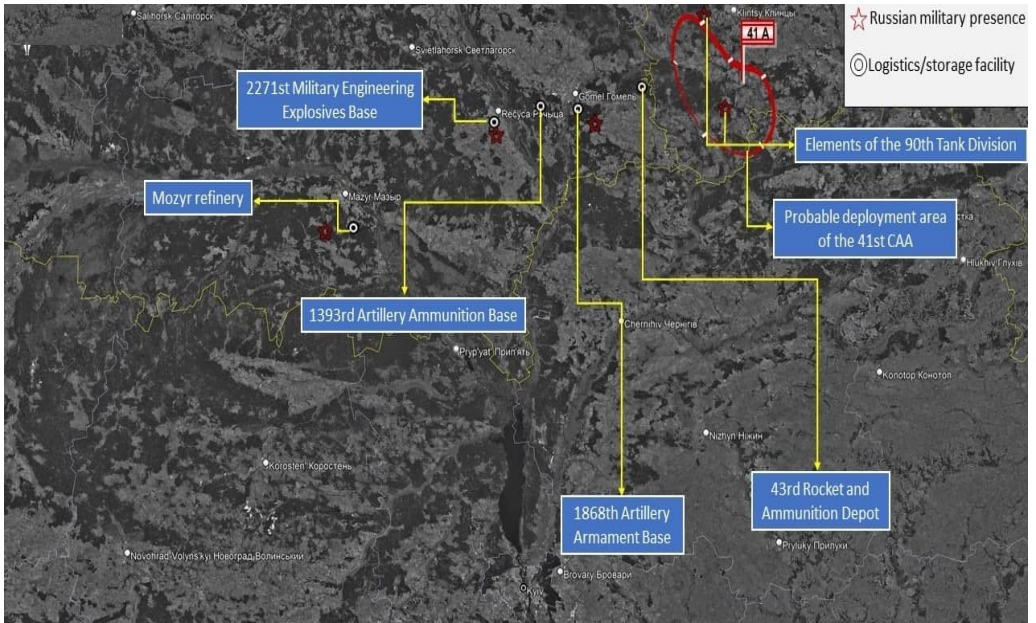 Salihorsk Салігорск
Svietlahorsk Светлагорск
Klintsy Клинцы
41 A
Russian military presence
Logistics/storage facility
2271st Military Engineering
Explosives Base
Rečyca Рэчыца
Gomel Гомель
Elements of the 90th Tank Division
Mozyr refinery
Mazyr Мазыр
Probable deployment area
of the 41st CAA
Hlukhiv Глухів
1393rd Artillery Ammunition Base
Chernihiv Чернігів
Pryp'yat' Прип'ять
Konotop Конотоп
Nizhyn Ніжин
Korosten' Коростень
43rd Rocket and
Ammunition Depot
1868th Artillery
Armament Base
Novohrad-Volyns'kyi Новоград-Волинський
Pryluky Прилуки
Brovary Бровари
Kyiv